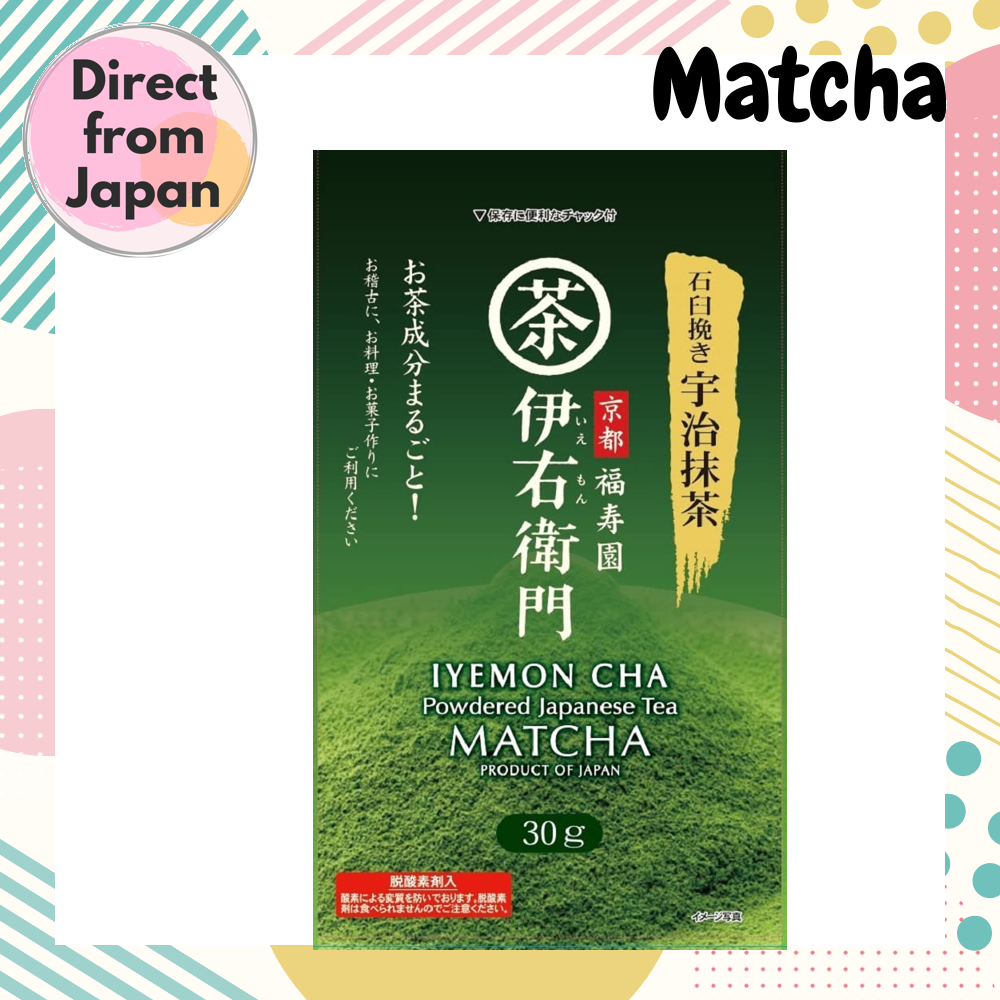 Direct
from
Japan
Matcha
▼保存に便利なチャック付
石臼挽き宇治抹茶
茶
京都福寿園
伊右衛門
いえもん
お茶成分まるごと!
お稽古に、お料理・お菓子作りに
ご利用ください
IYEMON CHA
Powdered Japanese Tea
MATCHA
PRODUCT OF JAPAN
30g
脱酸素剤入
酸素による変質を防いでおります。脱酸素
剤は食べられませんのでご注意ください。
イメージ写真